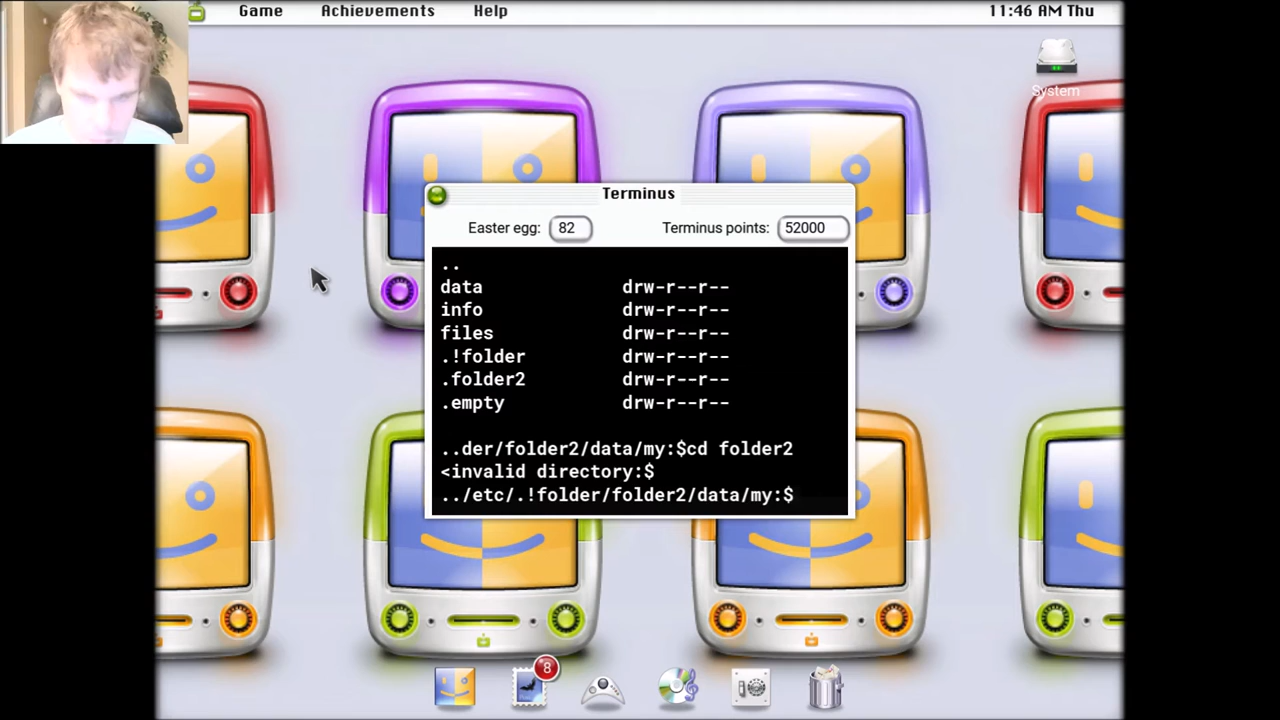 Game Achievements Help 11:46 AM Thu
System
Terminus
Easter egg: 82 Terminus points: 52000
..
data drw-r--r--
info drw-r--r--
files drw-r--r--
.!folder drw-r--r--
.folder2 drw-r--r--
.empty drw-r--r--
..der/folder2/data/my:$cd folder2
<invalid directory:$
../etc/.!folder/folder2/data/my:$
8